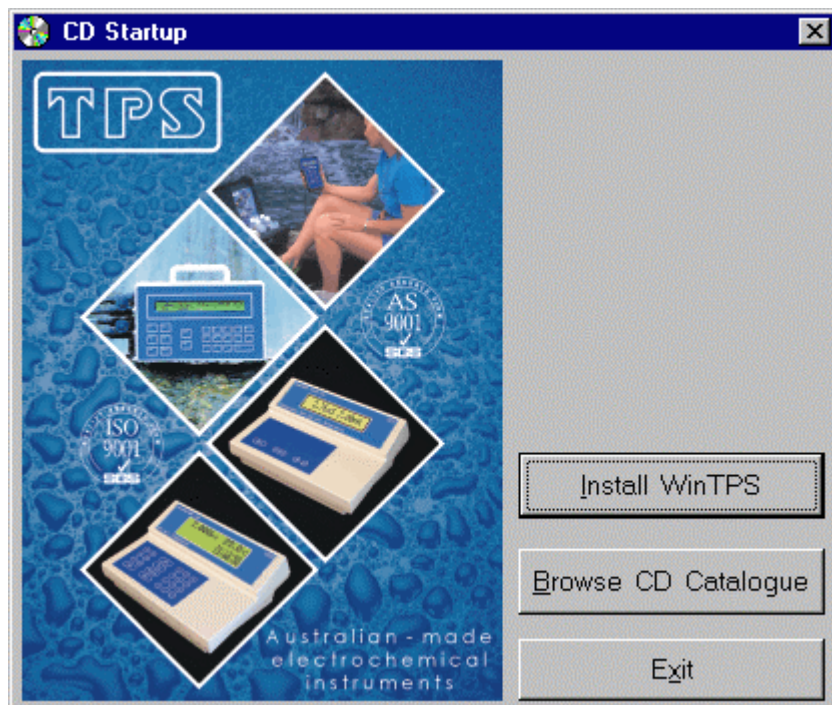 CD Startup
TPS
AS
9001
SGS
ISO
9001
SGS
Australian - made
electrochemical
instruments
Install WinTPS
Browse CD Catalogue
Exit